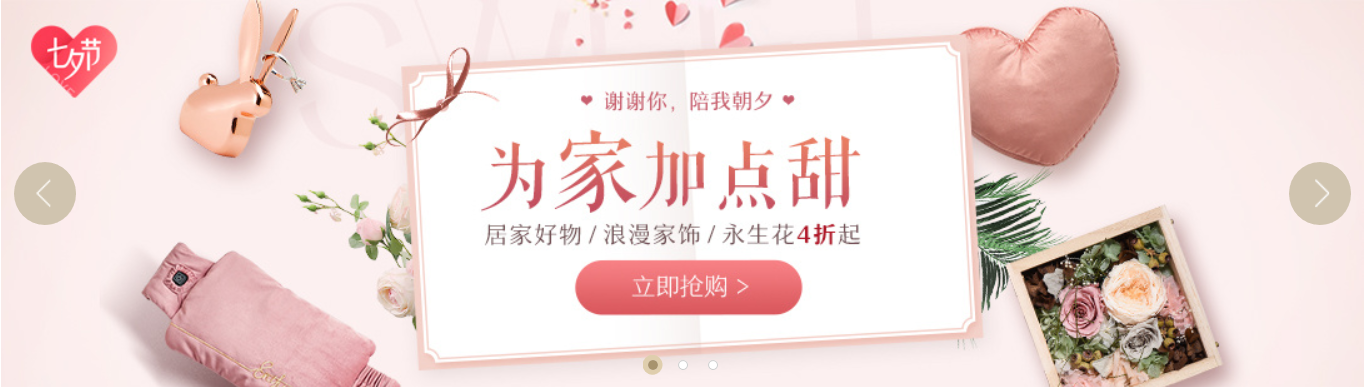 七夕节
谢谢你，陪我朝夕
为家加点甜
居家好物 / 浪漫家饰 / 永生花4折起
立即抢购 >